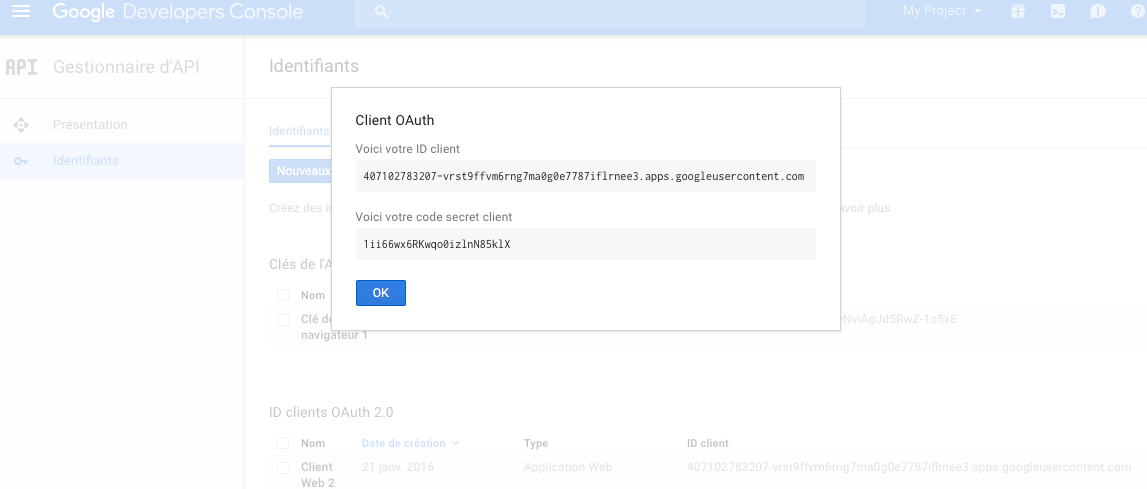 Google Developers Console
My Project
API Gestionnaire d'API
Identifiants
Présentation
Identifiants
Identifiants
Nouveaux
Créez des
avoir plus.
Client OAuth
Voici votre ID client
407102783207-vrst9ffvm6rng7ma0g0e7787iflrnee3.apps.googleusercontent.com
Voici votre code secret client
1ii66wx6RKwqo0izlnN85klX
OK
Clés de l'A
Nom
Clé de
NviAgJd5RwZ-1o5xE
navigateur 1
ID clients OAuth 2.0
Nom Date de création Type ID client
Client 21 janv. 2016 Application Web 407102783207-vrst9ffvm6rng7ma0g0e7787iflrnee3.apps.googleusercontent.com
Web 2